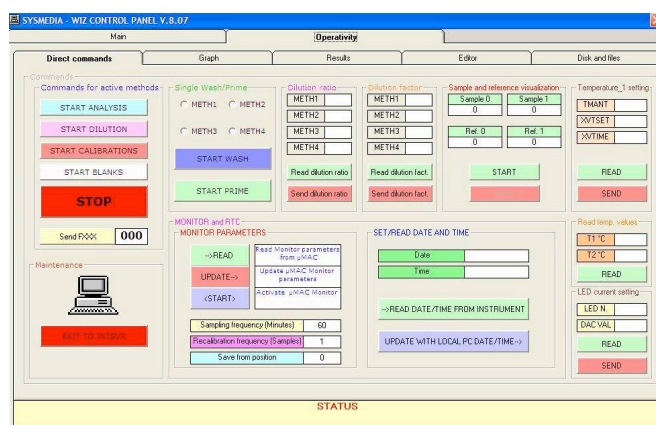 SYSMEDIA - WIZ CONTROL PANEL V.8.07
Main
Operativity
Direct commands
Graph
Results
Editor
Disk and files
Commands
Commands for active methods
START ANALYSIS
START DILUTION
START CALIBRATIONS
START BLANKS
STOP
Send FXXX
000
Single Wash/Prime
METH1
METH2
METH3
METH4
START WASH
START PRIME
Dilution ratio
METH1
METH2
METH3
METH4
Read dilution ratio
Send dilution ratio
Dilution factor
METH1
METH2
METH3
METH4
Read dilution fact.
Send dilution fact.
Sample and reference visualization
Sample 0
Sample 1
0
0
Ref. 0
Ref. 1
0
0
START
Temperature_1 setting
TMANT
XVTSET
XVTIME
READ
SEND
Maintenance
MONITOR and RTC
MONITOR PARAMETERS
-->READ
Read Monitor parameters from µMAC
UPDATE-->
Update µMAC Monitor parameters
<START>
Activate µMAC Monitor
Sampling frequency (Minutes)
60
Recalibration frequency (Samples)
1
Save from position
0
SET/READ DATE AND TIME
Date
Time
-->READ DATE/TIME FROM INSTRUMENT
UPDATE WITH LOCAL PC DATE/TIME-->
Read temp. values
T1 °C
T2 °C
READ
LED current setting
LED N.
DAC VAL
READ
SEND
STATUS